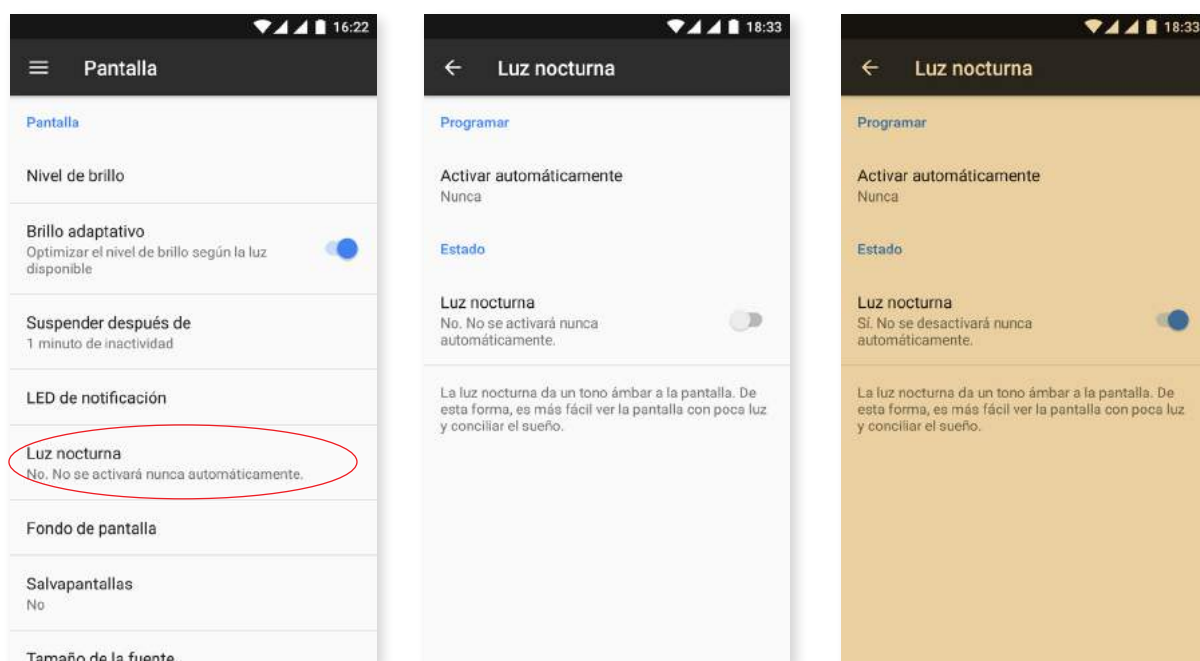 16:22
Pantalla
Pantalla
Nivel de brillo
Brillo adaptativo
Optimizar el nivel de brillo según la luz
disponible
Suspender después de
1 minuto de inactividad
LED de notificación
Luz nocturna
No. No se activará nunca automáticamente.
Fondo de pantalla
Salvapantallas
No
Tamaño de la fuente
18:33
Luz nocturna
Programar
Activar automáticamente
Nunca
Estado
Luz nocturna
No. No se activará nunca
automáticamente.
La luz nocturna da un tono ámbar a la pantalla. De
esta forma, es más fácil ver la pantalla con poca luz
y conciliar el sueño.
18:33
Luz nocturna
Programar
Activar automáticamente
Nunca
Estado
Luz nocturna
Sí. No se desactivará nunca
automáticamente.
La luz nocturna da un tono ámbar a la pantalla. De
esta forma, es más fácil ver la pantalla con poca luz
y conciliar el sueño.